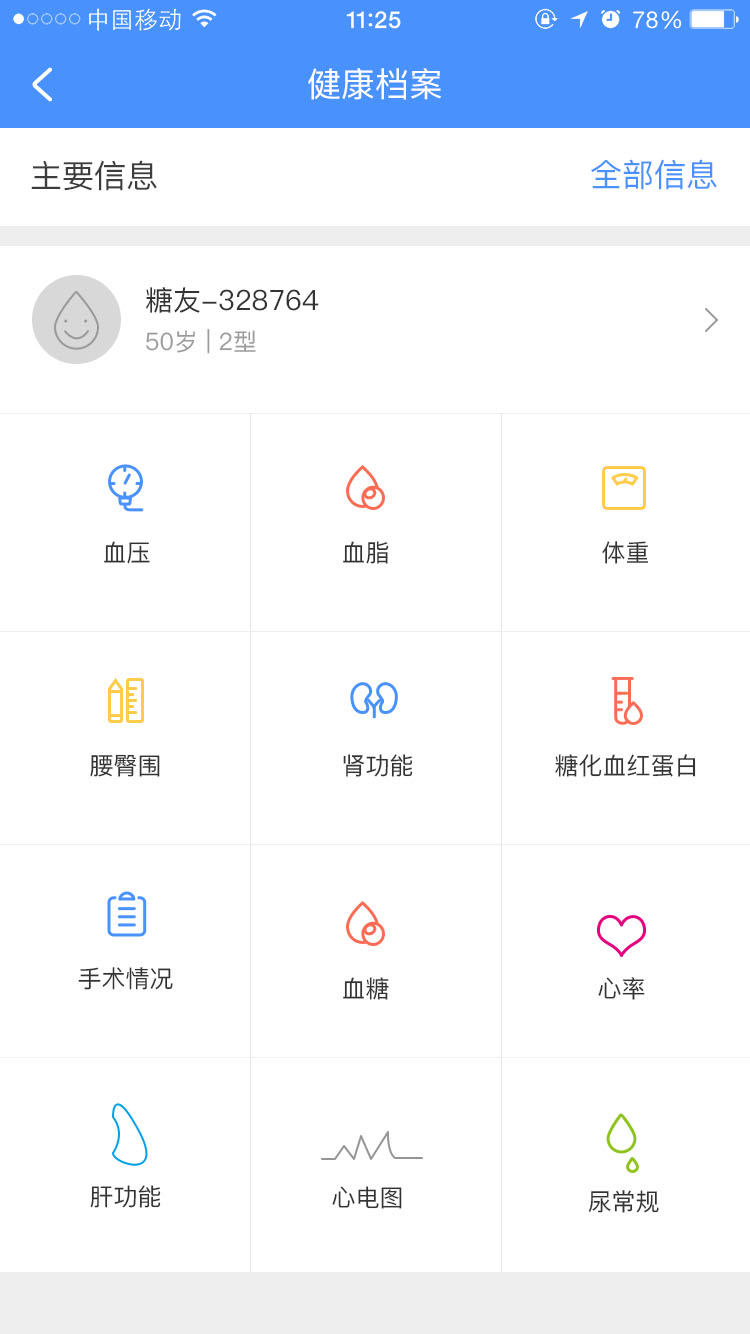 中国移动 11:25 78%
健康档案
主要信息 全部信息
糖友-328764
50岁 | 2型
血压 血脂 体重
腰臀围 肾功能 糖化血红蛋白
手术情况 血糖 心率
肝功能 心电图 尿常规